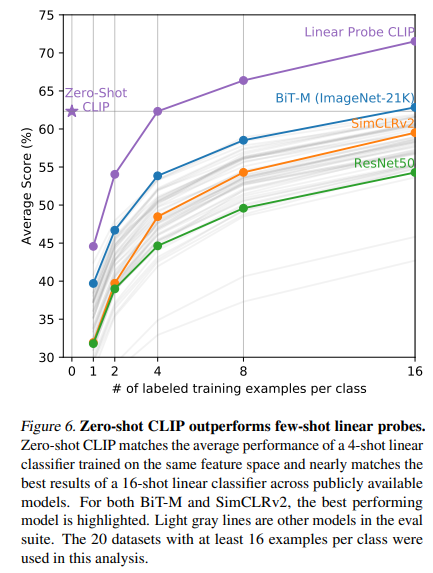 75
70
65
60
55
50
45
40
35
30
Average Score (%)
Linear Probe CLIP
Zero-Shot
CLIP
BiT-M (ImageNet-21K)
SimCLRv2
ResNet50
0 1 2 4 8 16
# of labeled training examples per class
Figure 6. Zero-shot CLIP outperforms few-shot linear probes.
Zero-shot CLIP matches the average performance of a 4-shot linear
classifier trained on the same feature space and nearly matches the
best results of a 16-shot linear classifier across publicly available
models. For both BiT-M and SimCLRv2, the best performing
model is highlighted. Light gray lines are other models in the eval
suite. The 20 datasets with at least 16 examples per class were
used in this analysis.